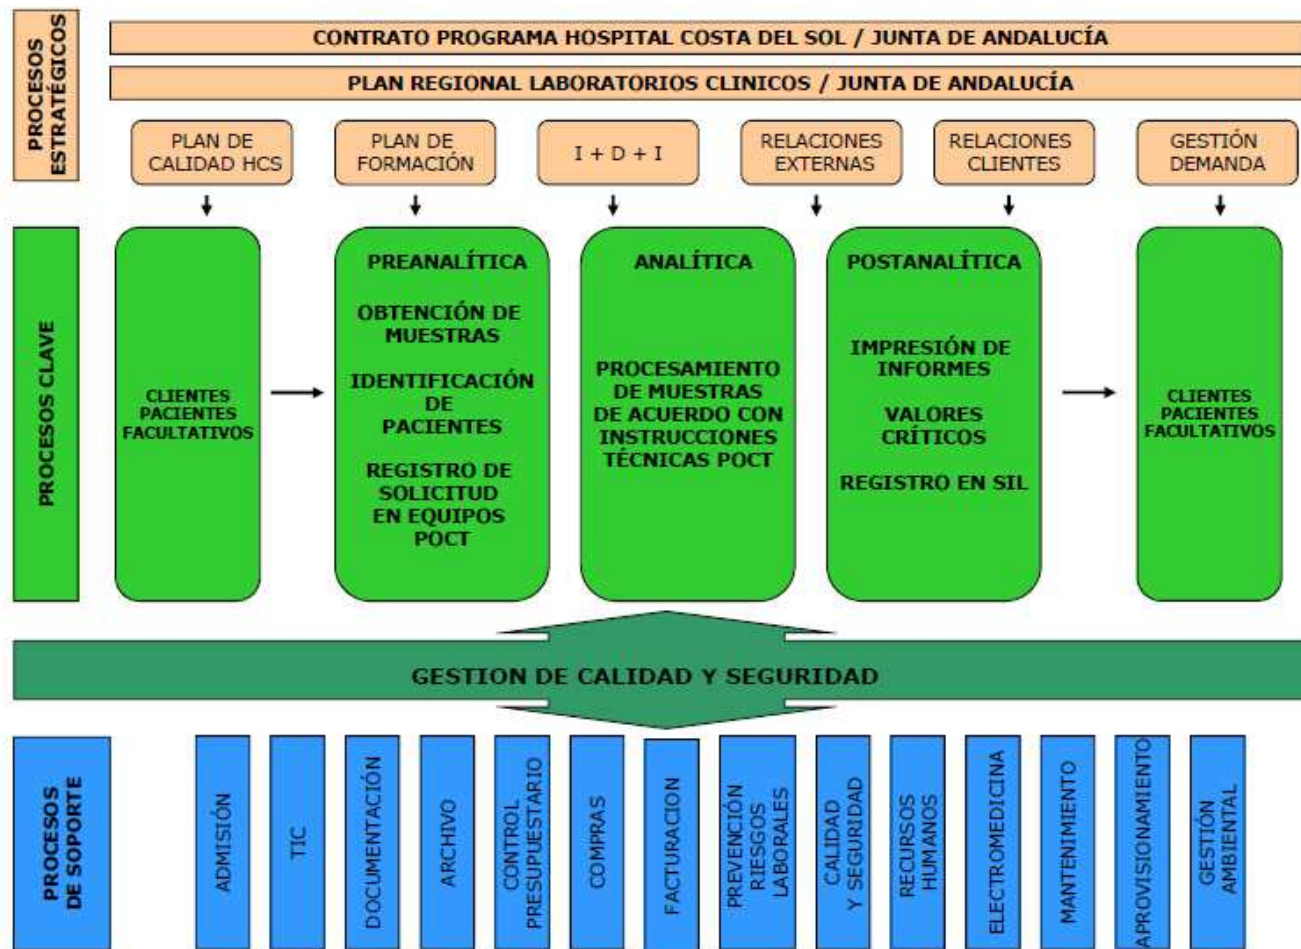 PROCESOS
ESTRATÉGICOS
CONTRATO PROGRAMA HOSPITAL COSTA DEL SOL / JUNTA DE ANDALUCÍA
PLAN REGIONAL LABORATORIOS CLINICOS / JUNTA DE ANDALUCÍA
PLAN DE
CALIDAD HCS
PLAN DE
FORMACIÓN
I + D + I
RELACIONES
EXTERNAS
RELACIONES
CLIENTES
GESTIÓN
DEMANDA
PROCESOS CLAVE
CLIENTES
PACIENTES
FACULTATIVOS
PREANALÍTICA
OBTENCIÓN DE
MUESTRAS
IDENTIFICACIÓN
DE
PACIENTES
REGISTRO DE
SOLICITUD
EN EQUIPOS
POCT
ANALÍTICA
PROCESAMIENTO
DE MUESTRAS
DE ACUERDO CON
INSTRUCCIONES
TÉCNICAS POCT
POSTANALÍTICA
IMPRESIÓN DE
INFORMES
VALORES
CRÍTICOS
REGISTRO EN SIL
CLIENTES
PACIENTES
FACULTATIVOS
GESTION DE CALIDAD Y SEGURIDAD
PROCESOS
DE SOPORTE
ADMISIÓN
TIC
DOCUMENTACIÓN
ARCHIVO
CONTROL
PRESUPUESTARIO
COMPRAS
FACTURACION
PREVENCIÓN
RIESGOS
LABORALES
CALIDAD
Y SEGURIDAD
RECURSOS
HUMANOS
ELECTROMEDICINA
MANTENIMIENTO
APROVISIONAMIENTO
GESTIÓN
AMBIENTAL